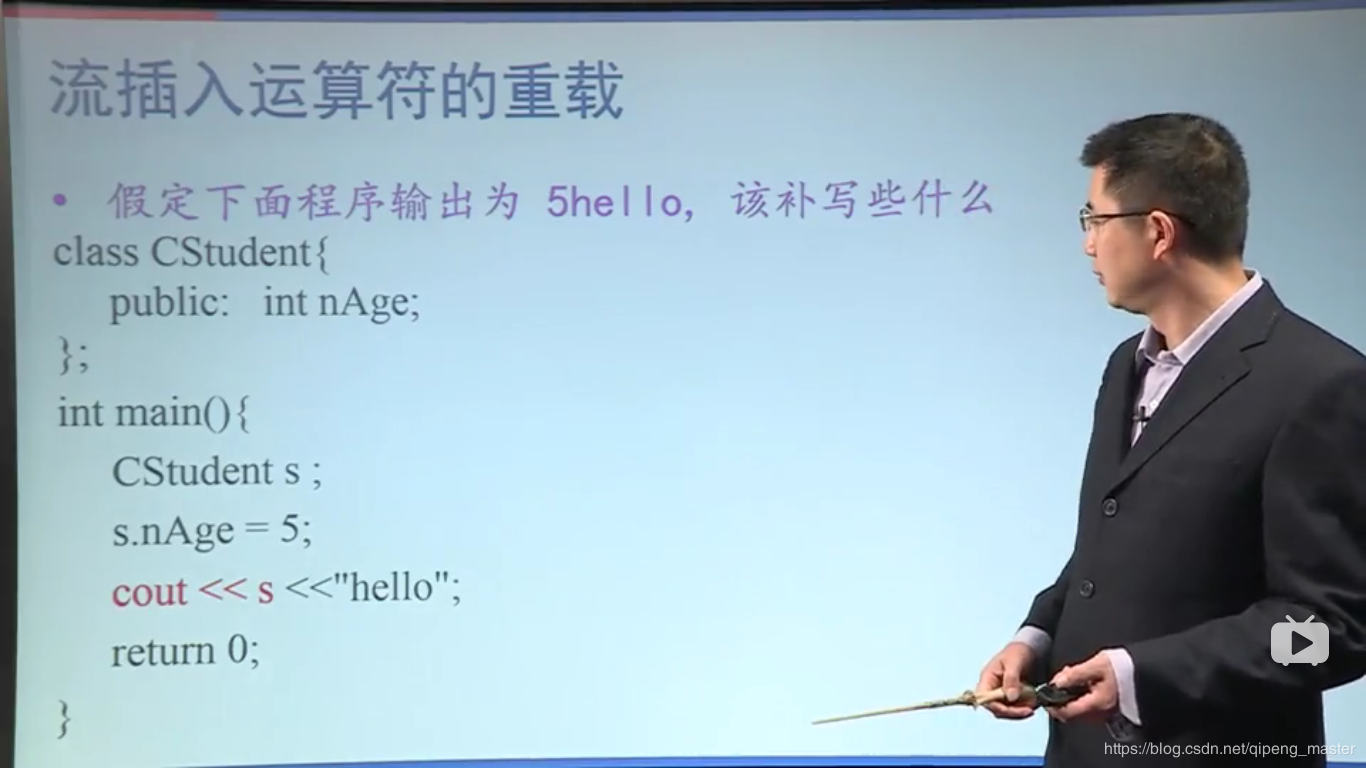 流插入运算符的重载
• 假定下面程序输出为 5hello, 该补写些什么
class CStudent{
public: int nAge;
};
int main(){
CStudent s ;
s.nAge = 5;
cout << s <<"hello";
return 0;
}
https://blog.csdn.net/qipeng_master